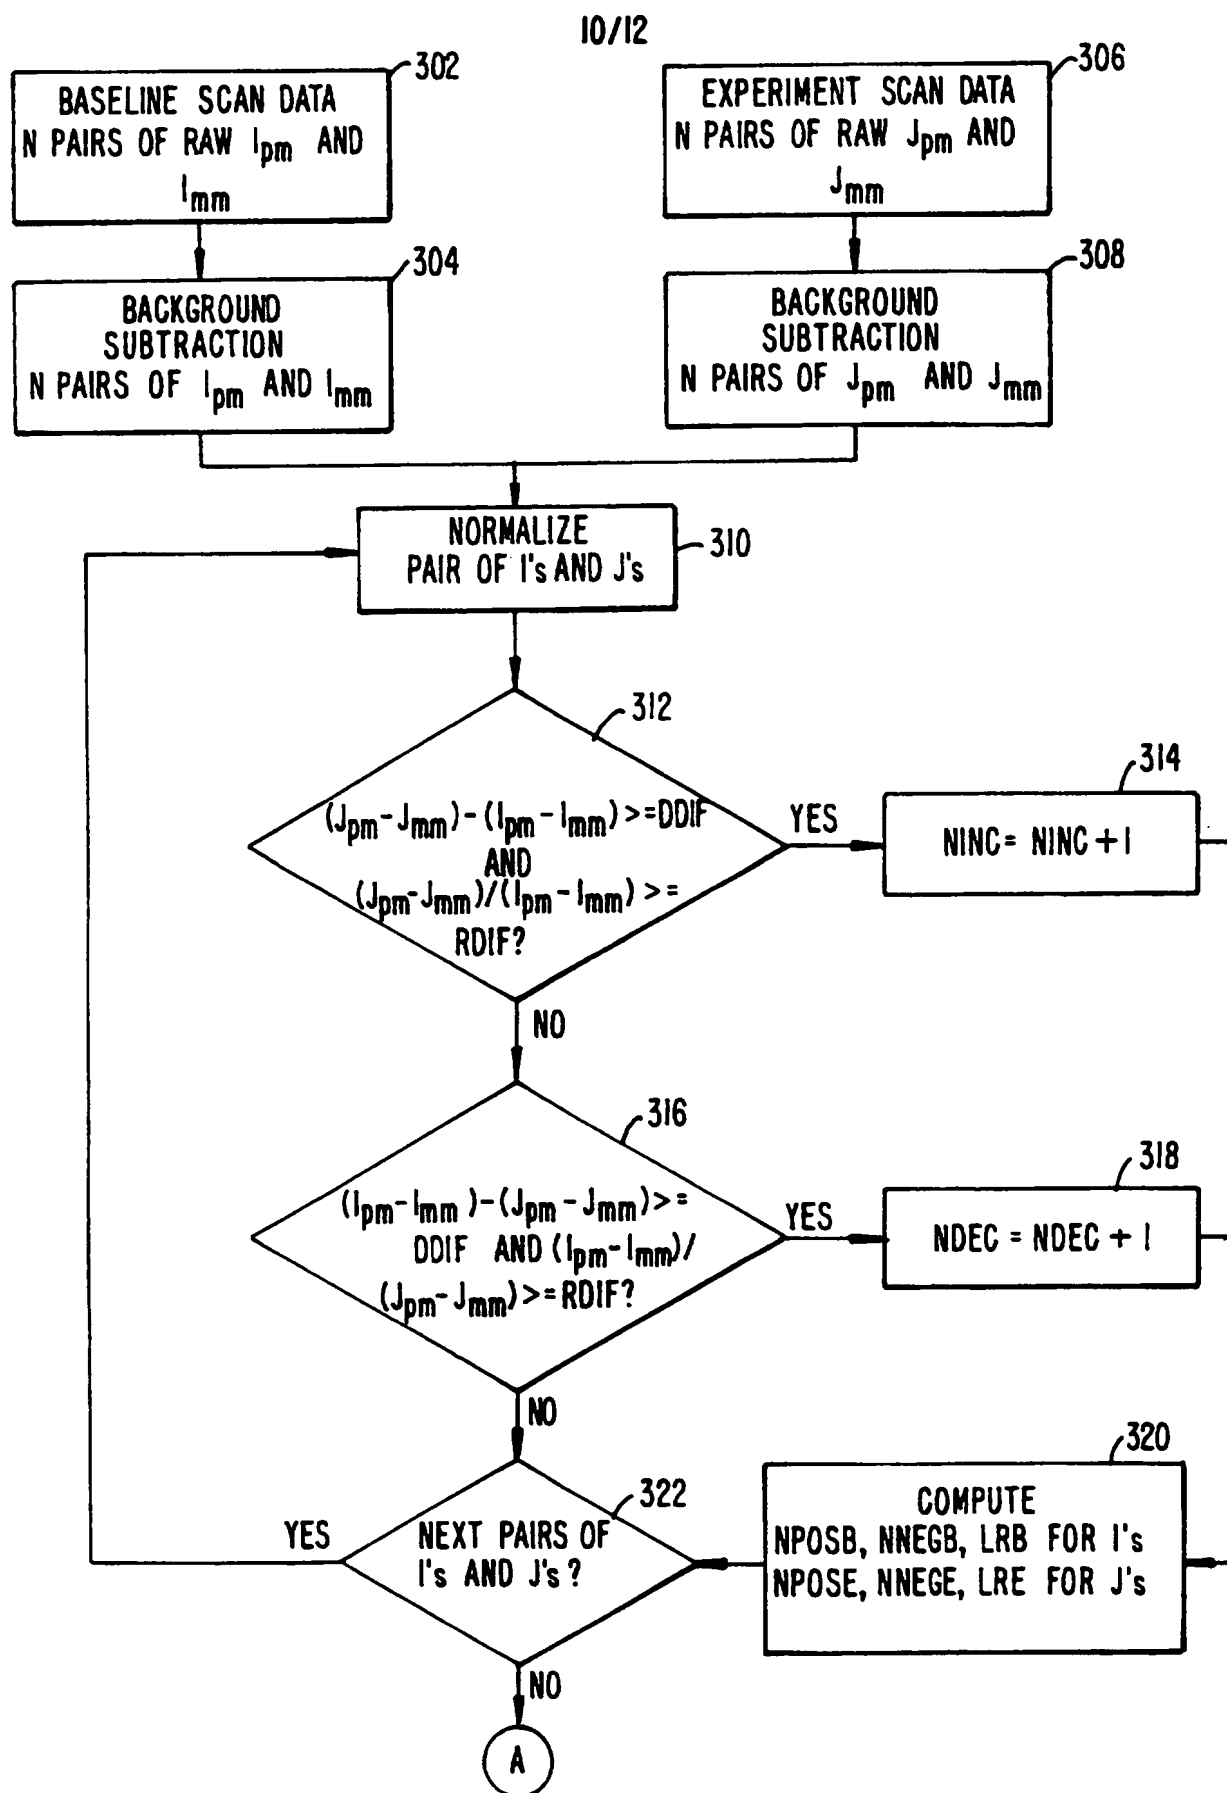 10/12
302
BASELINE SCAN DATA
N PAIRS OF RAW Ipm AND
Imm
306
EXPERIMENT SCAN DATA
N PAIRS OF RAW Jpm AND
Jmm
304
BACKGROUND
SUBTRACTION
N PAIRS OF Ipm AND Imm
308
BACKGROUND
SUBTRACTION
N PAIRS OF Jpm AND Jmm
NORMALIZE
PAIR OF I's AND J's
310
312
(Jpm-Jmm)-(Ipm-Imm) >=DDIF
AND
(Jpm-Jmm)/(Ipm-Imm) >=
RDIF?
YES
314
NINC= NINC+1
NO
316
(Ipm-Imm)-(Jpm-Jmm)>=
DDIF AND (Ipm-Imm)/
(Jpm-Jmm)>=RDIF?
YES
318
NDEC = NDEC + 1
NO
322
NEXT PAIRS OF
I's AND J's?
YES
320
COMPUTE
NPOSB, NNEGB, LRB FOR I's
NPOSE, NNEGE, LRE FOR J's
NO
A